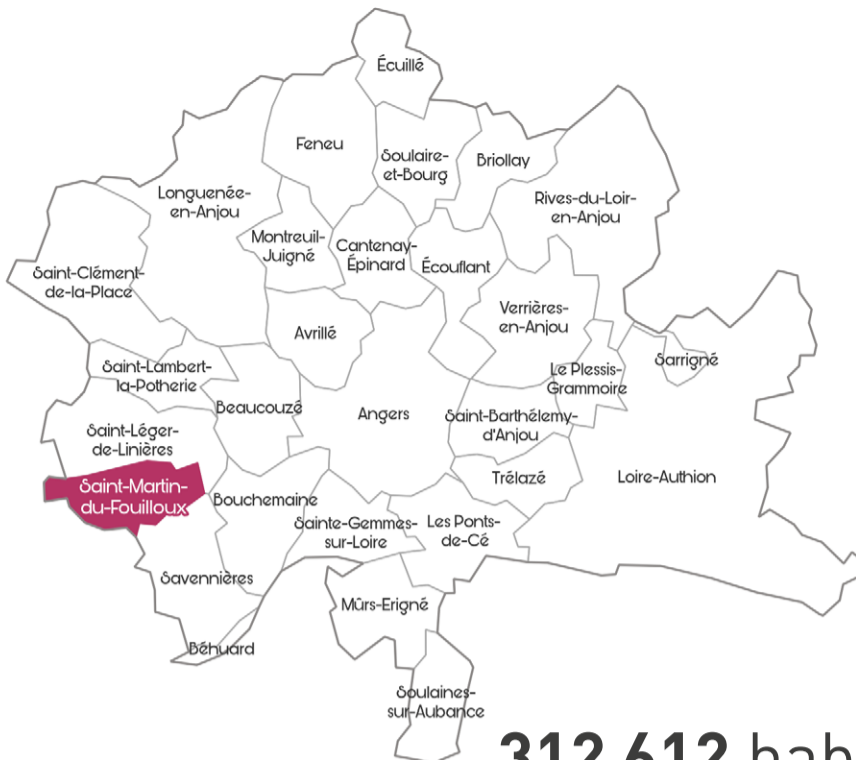 Écuillé
Feneu
Soulaire-
et-Bourg
Briollay
Longuenée-
en-Anjou
Rives-du-Loir-
en-Anjou
Montreuil-
Juigné
Cantenay-
Épinard
Écouflant
Saint-Clément-
de-la-Place
Verrières-
en-Anjou
Avrillé
Sarrigné
Saint-Lambert-
la-Potherie
Le Plessis-
Grammoire
Beaucouzé
Angers
Saint-Barthélemy-
d'Anjou
Saint-Léger-
de-Linières
Trélazé
Loire-Authion
Saint-Martin-
du-Fouilloux
Bouchemaine
Sainte-Gemmes-
sur-Loire
Les Ponts-
de-Cé
Savennières
Mûrs-Erigné
Béhuard
Soulaines-
sur-Aubance
312 612 hab